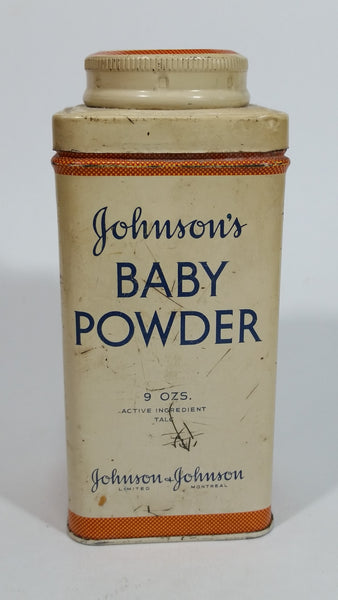 Johnson's
BABY
POWDER
9 OZS.
ACTIVE INGREDIENT
TALC
Johnson & Johnson
LIMITED MONTREAL